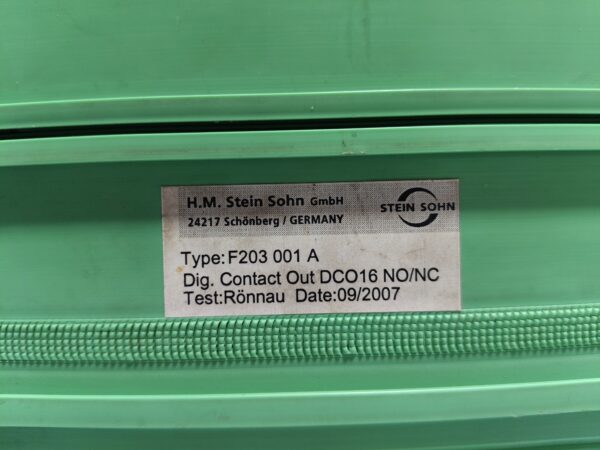 H.M. Stein Sohn GmbH
24217 Schönberg / GERMANY
STEIN SOHN
Type:F203 001 A
Dig. Contact Out DCO16 NO/NC
Test:Rönnau Date:09/2007